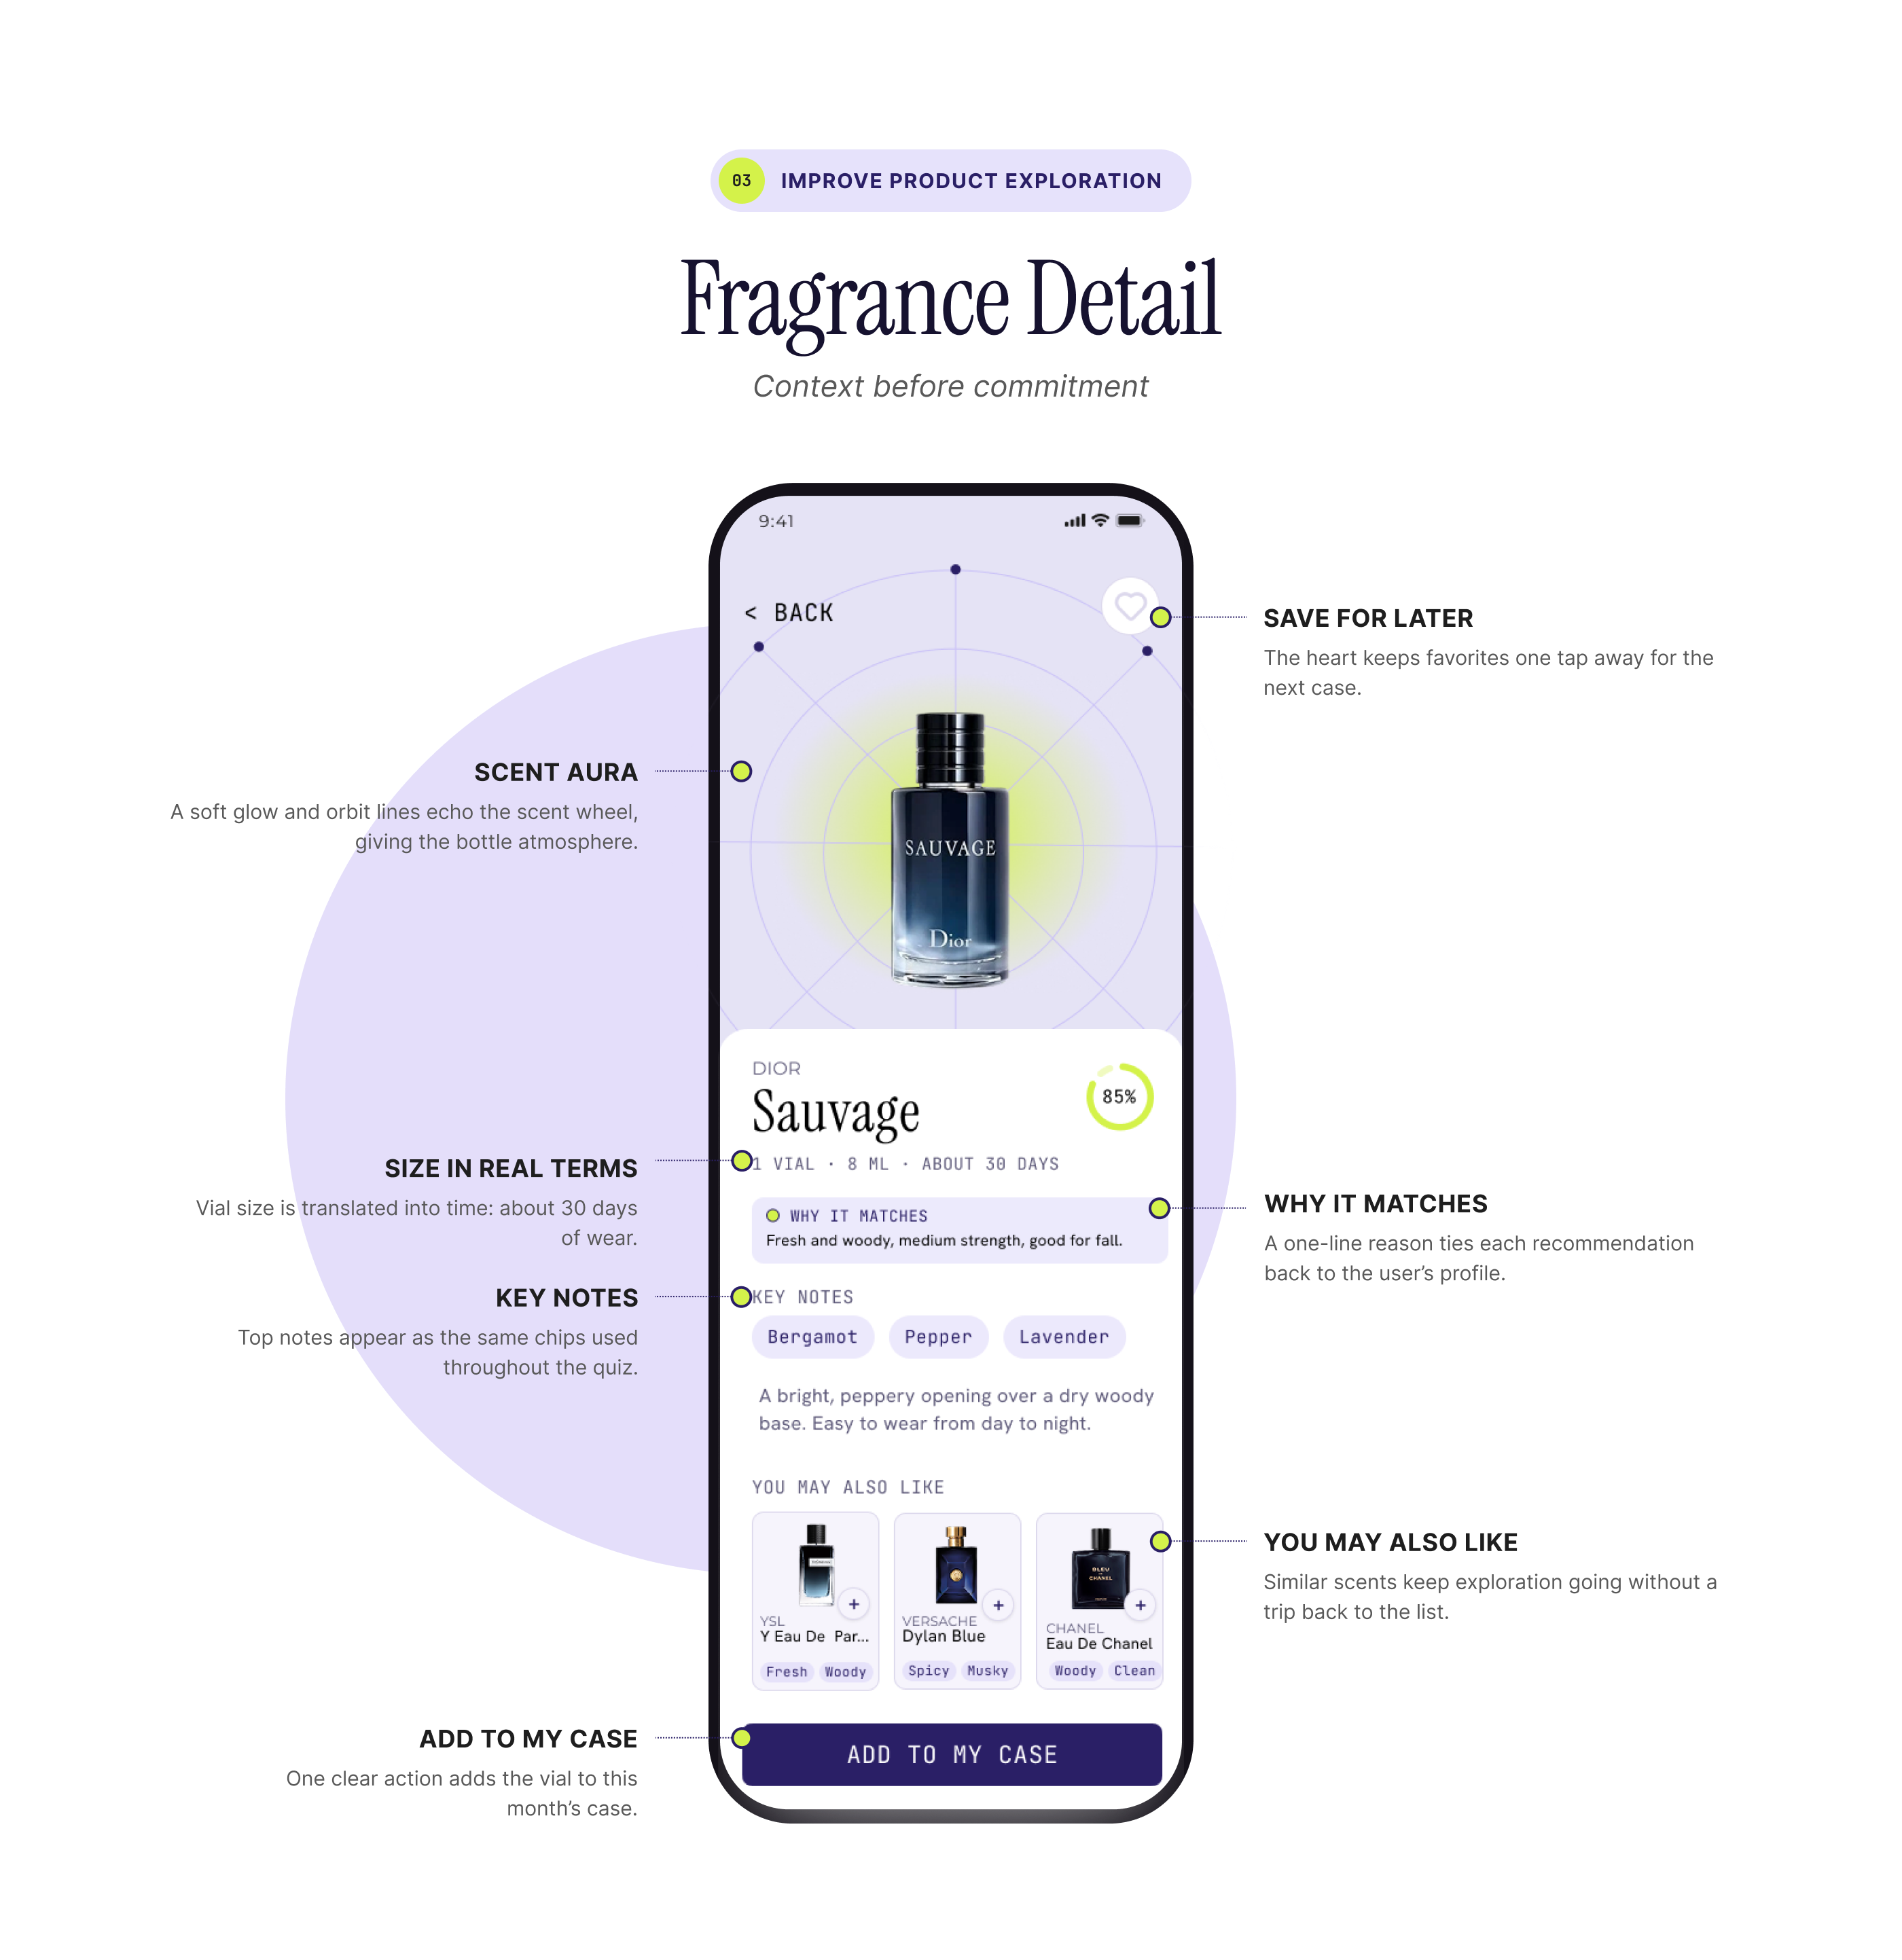 03 IMPROVE PRODUCT EXPLORATION
Fragrance Detail
Context before commitment
9:41
< BACK
SAVE FOR LATER
The heart keeps favorites one tap away for the
next case.
SCENT AURA
A soft glow and orbit lines echo the scent wheel,
giving the bottle atmosphere.
SAUVAGE
Dior
DIOR
Sauvage
85%
SIZE IN REAL TERMS
Vial size is translated into time: about 30 days
of wear.
1 VIAL · 8 ML · ABOUT 30 DAYS
WHY IT MATCHES
Fresh and woody, medium strength, good for fall.
WHY IT MATCHES
A one-line reason ties each recommendation
back to the user’s profile.
KEY NOTES
Top notes appear as the same chips used
throughout the quiz.
KEY NOTES
Bergamot Pepper Lavender
A bright, peppery opening over a dry woody
base. Easy to wear from day to night.
YOU MAY ALSO LIKE
BLEU
CHANEL
+ + +
YSL
Y Eau De Par...
Fresh Woody
VERSACHE
Dylan Blue
Spicy Musky
CHANEL
Eau De Chanel
Woody Clean
YOU MAY ALSO LIKE
Similar scents keep exploration going without a
trip back to the list.
ADD TO MY CASE
One clear action adds the vial to this
month’s case.
ADD TO MY CASE